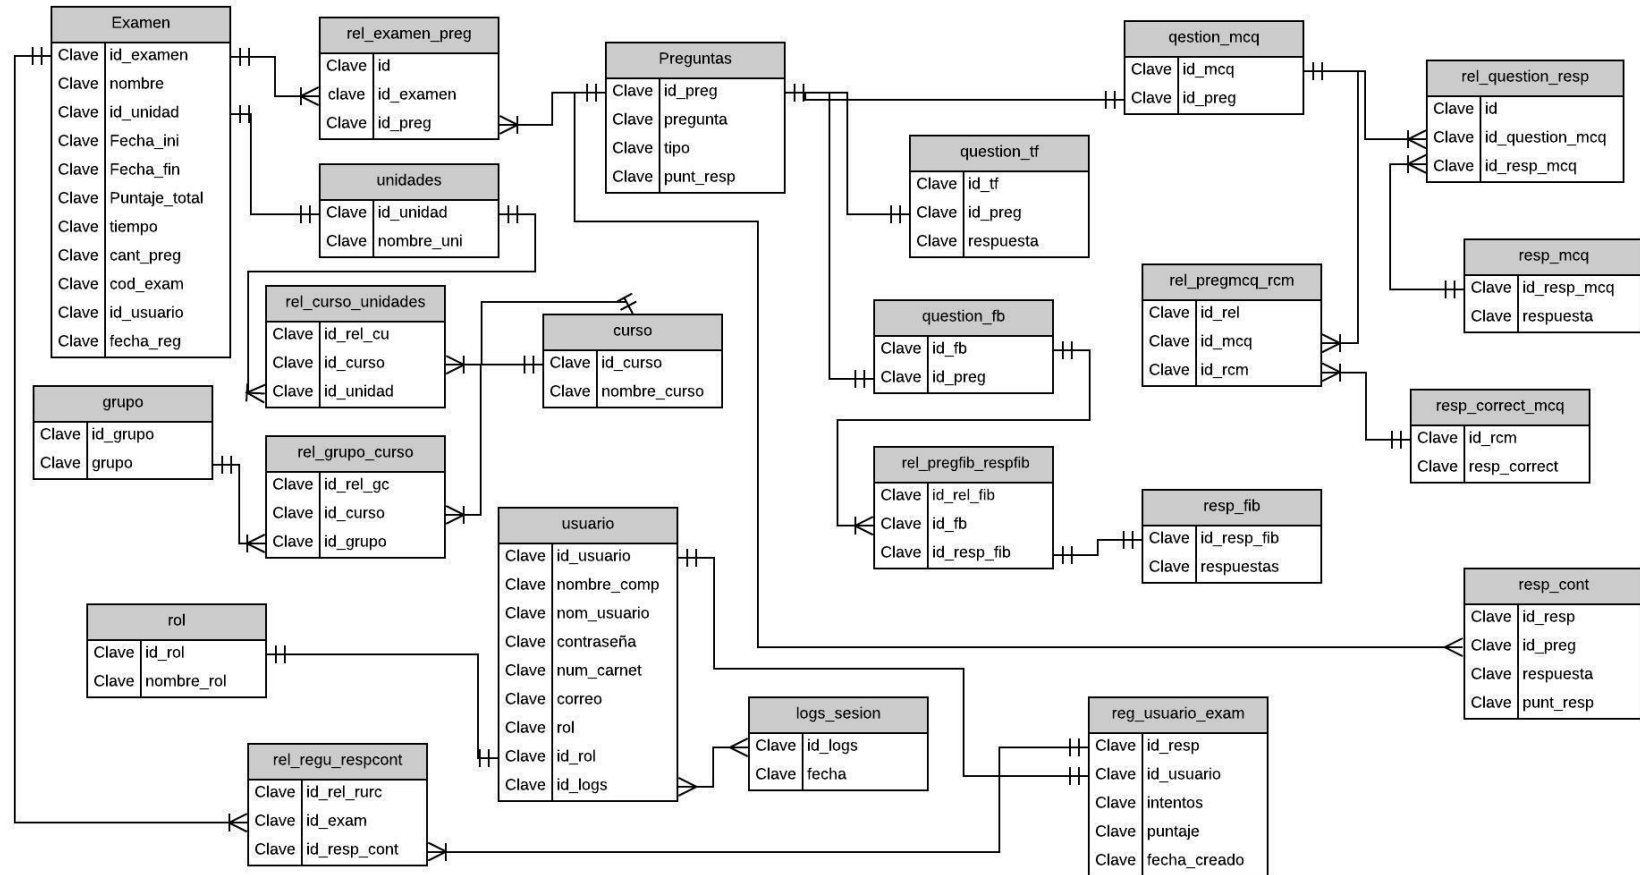 Examen
Clave id_examen
Clave nombre
Clave id_unidad
Clave Fecha_ini
Clave Fecha_fin
Clave Puntaje_total
Clave tiempo
Clave cant_preg
Clave cod_exam
Clave id_usuario
Clave fecha_reg
rel_examen_preg
Clave id
clave id_examen
Clave id_preg
Preguntas
Clave id_preg
Clave pregunta
Clave tipo
Clave punt_resp
qestion_mcq
Clave id_mcq
Clave id_preg
rel_question_resp
Clave id
Clave id_question_mcq
Clave id_resp_mcq
unidades
Clave id_unidad
Clave nombre_uni
question_tf
Clave id_tf
Clave id_preg
Clave respuesta
resp_mcq
Clave id_resp_mcq
Clave respuesta
rel_curso_unidades
Clave id_rel_cu
Clave id_curso
Clave id_unidad
curso
Clave id_curso
Clave nombre_curso
question_fb
Clave id_fb
Clave id_preg
rel_pregmcq_rcm
Clave id_rel
Clave id_mcq
Clave id_rcm
resp_correct_mcq
Clave id_rcm
Clave resp_correct
grupo
Clave id_grupo
Clave grupo
rel_grupo_curso
Clave id_rel_gc
Clave id_curso
Clave id_grupo
rel_pregfib_respfib
Clave id_rel_fib
Clave id_fb
Clave id_resp_fib
resp_fib
Clave id_resp_fib
Clave respuestas
usuario
Clave id_usuario
Clave nombre_comp
Clave nom_usuario
Clave contraseña
Clave num_carnet
Clave correo
Clave rol
Clave id_rol
Clave id_logs
resp_cont
Clave id_resp
Clave id_preg
Clave respuesta
Clave punt_resp
rol
Clave id_rol
Clave nombre_rol
logs_sesion
Clave id_logs
Clave fecha
reg_usuario_exam
Clave id_resp
Clave id_usuario
Clave intentos
Clave puntaje
Clave fecha_creado
rel_regu_respcont
Clave id_rel_rurc
Clave id_exam
Clave id_resp_cont